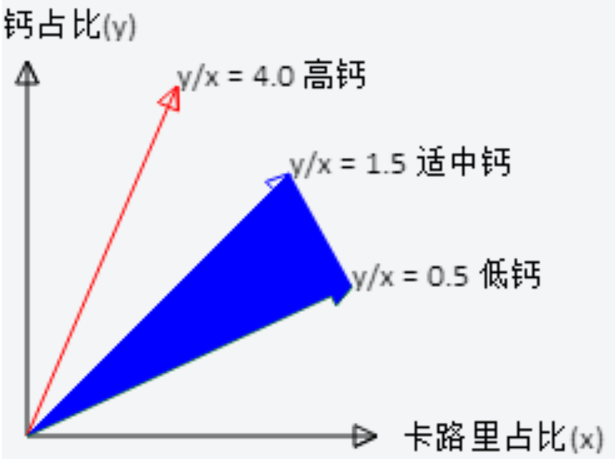 钙占比(y)
y/x = 4.0 高钙
y/x = 1.5 适中钙
y/x = 0.5 低钙
卡路里占比(x)